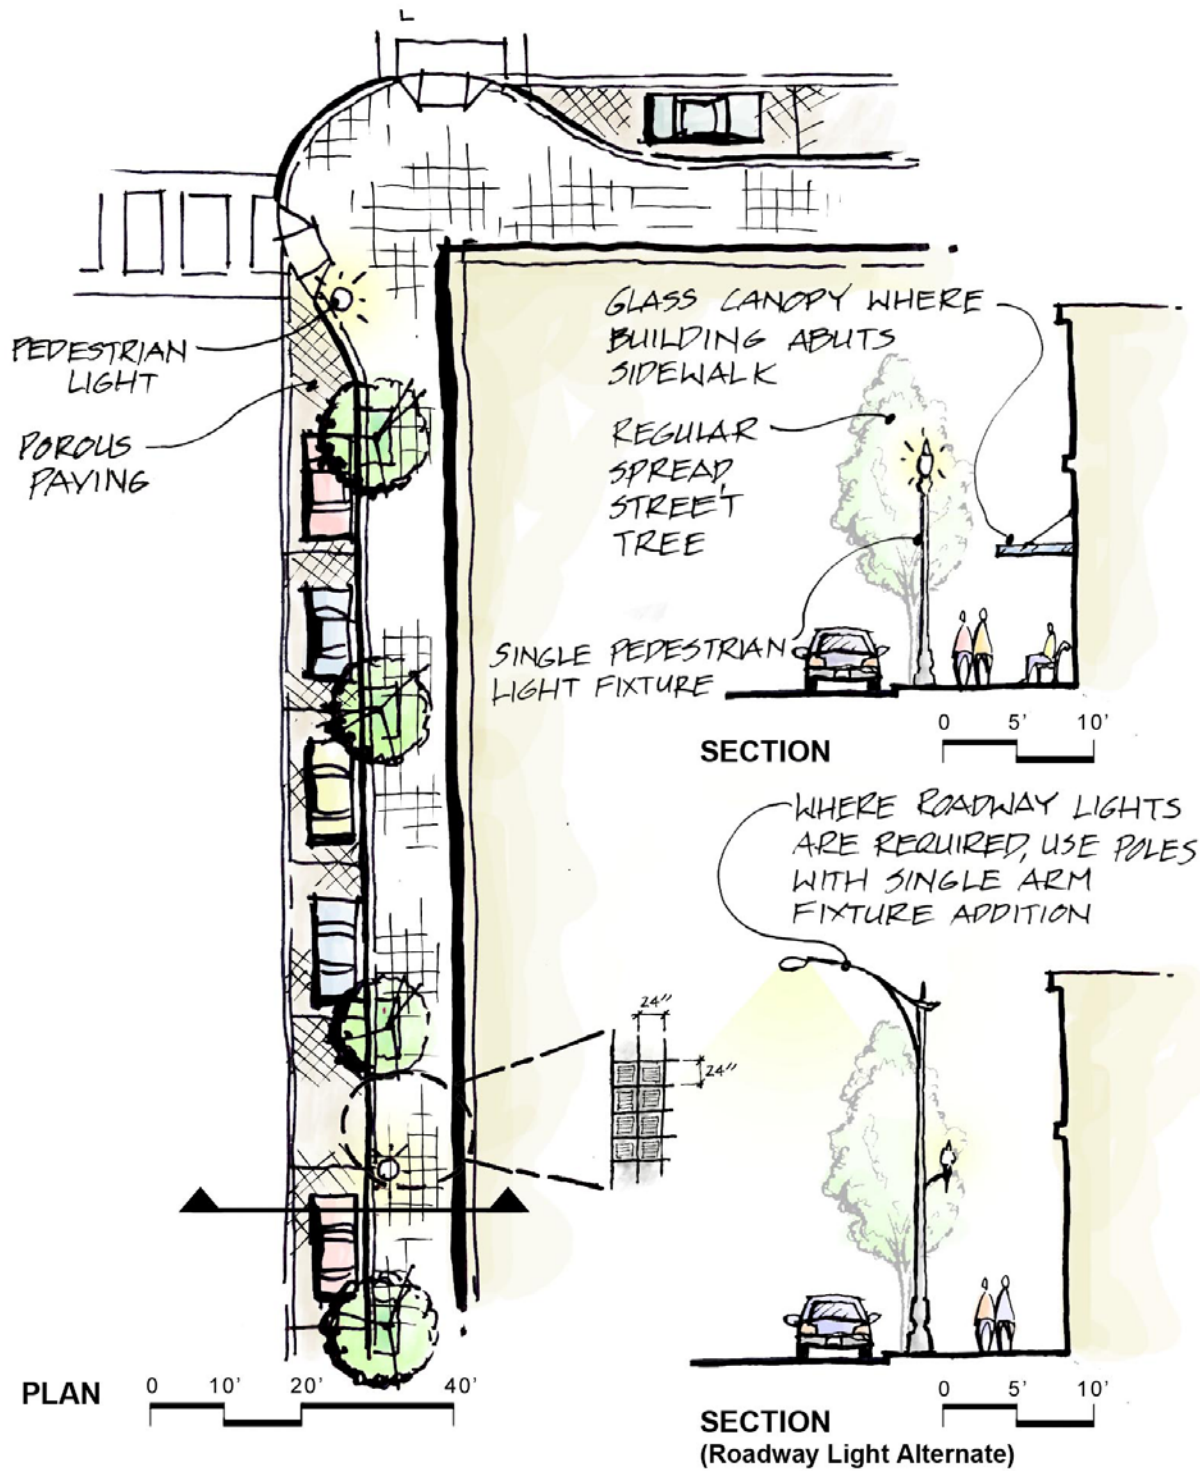 PEDESTRIAN
LIGHT
POROUS
PAVING
GLASS CANOPY WHERE
BUILDING ABUTS
SIDEWALK
REGULAR
SPREAD
STREET
TREE
SINGLE PEDESTRIAN
LIGHT FIXTURE
0 5' 10'
SECTION
WHERE ROADWAY LIGHTS
ARE REQUIRED, USE POLES
WITH SINGLE ARM
FIXTURE ADDITION
24"
24"
PLAN
0 10' 20' 40'
0 5' 10'
SECTION
(Roadway Light Alternate)